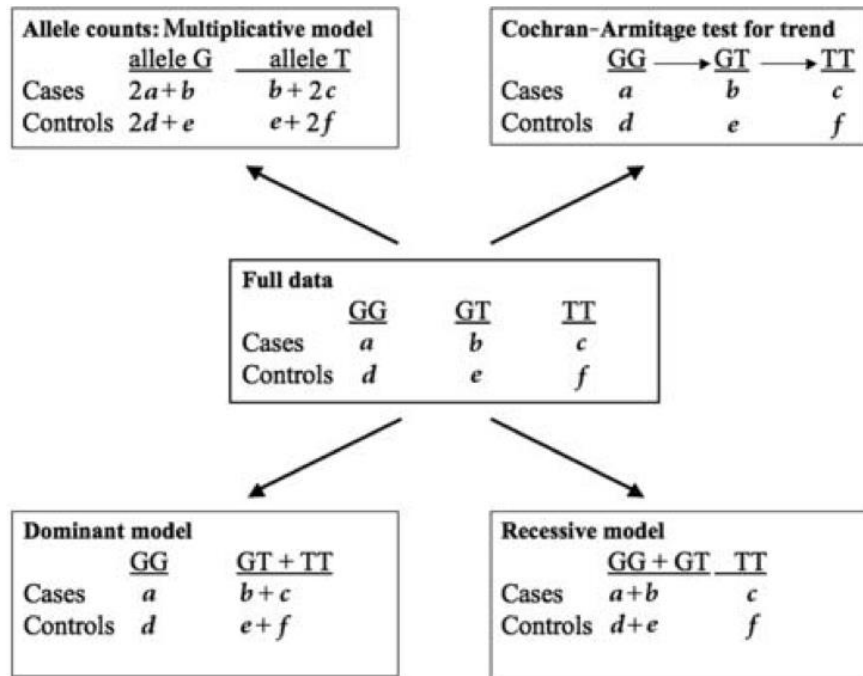 Allele counts: Multiplicative model
allele G allele T
Cases 2a+b b+2c
Controls 2d+e e+2f
Cochran-Armitage test for trend
GG GT TT
Cases a b c
Controls d e f
Full data
GG GT TT
Cases a b c
Controls d e f
Dominant model
GG GT + TT
Cases a b+c
Controls d e+f
Recessive model
GG + GT TT
Cases a+b c
Controls d+e f